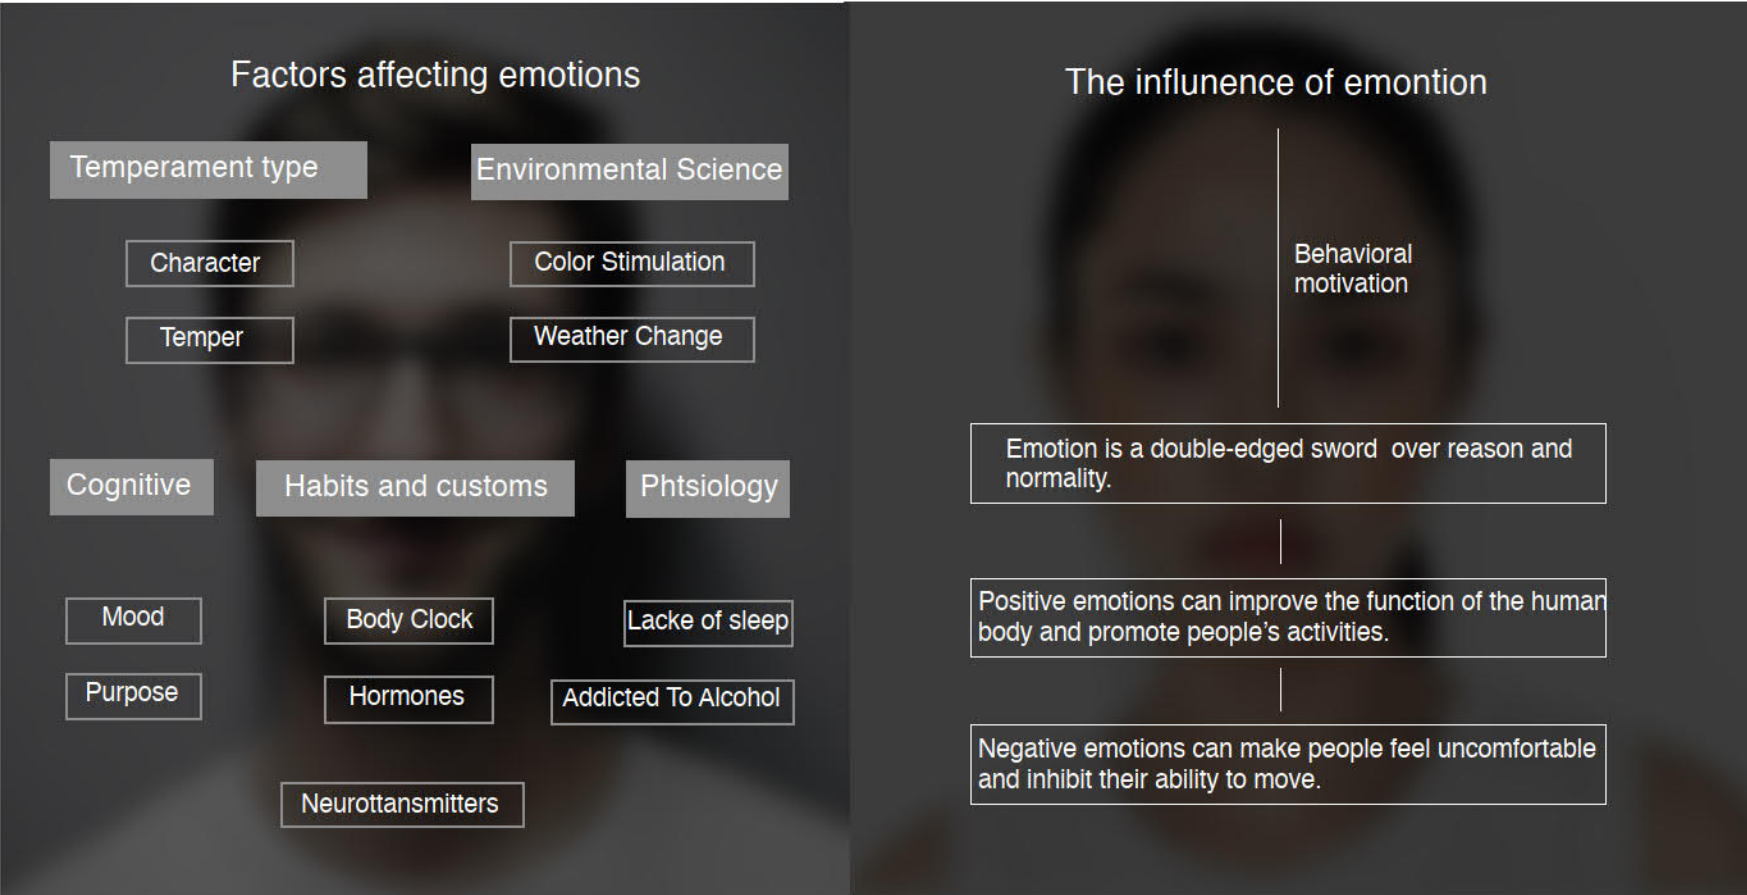 Factors affecting emotions
Temperament type
Environmental Science
Character
Color Stimulation
Temper
Weather Change
Cognitive
Habits and customs
Phtsiology
Mood
Body Clock
Lacke of sleep
Purpose
Hormones
Addicted To Alcohol
Neurottansmitters
The influnence of emontion
Behavioral
motivation
Emotion is a double-edged sword over reason and
normality.
Positive emotions can improve the function of the human
body and promote people’s activities.
Negative emotions can make people feel uncomfortable
and inhibit their ability to move.